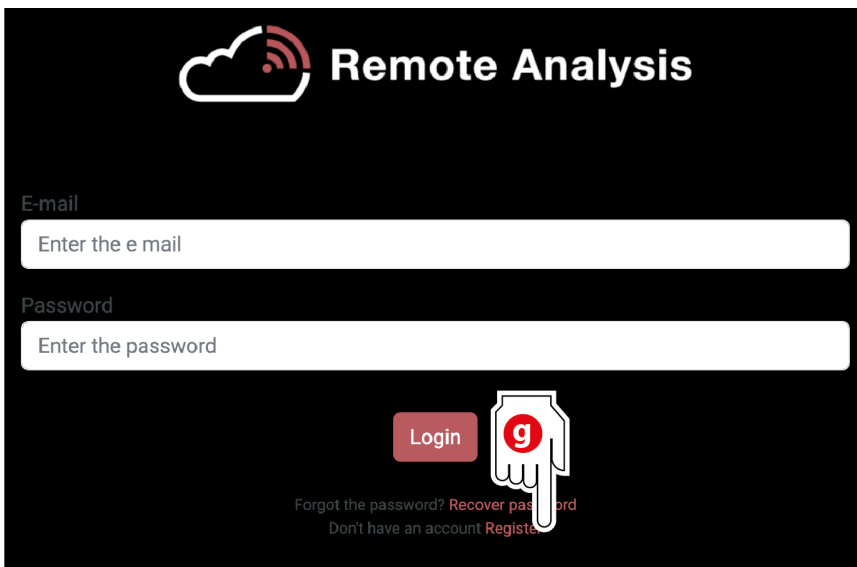 Remote Analysis
E-mail
Enter the e mail
Password
Enter the password
Login
g
Forgot the password? Recover
Don't have an account Register